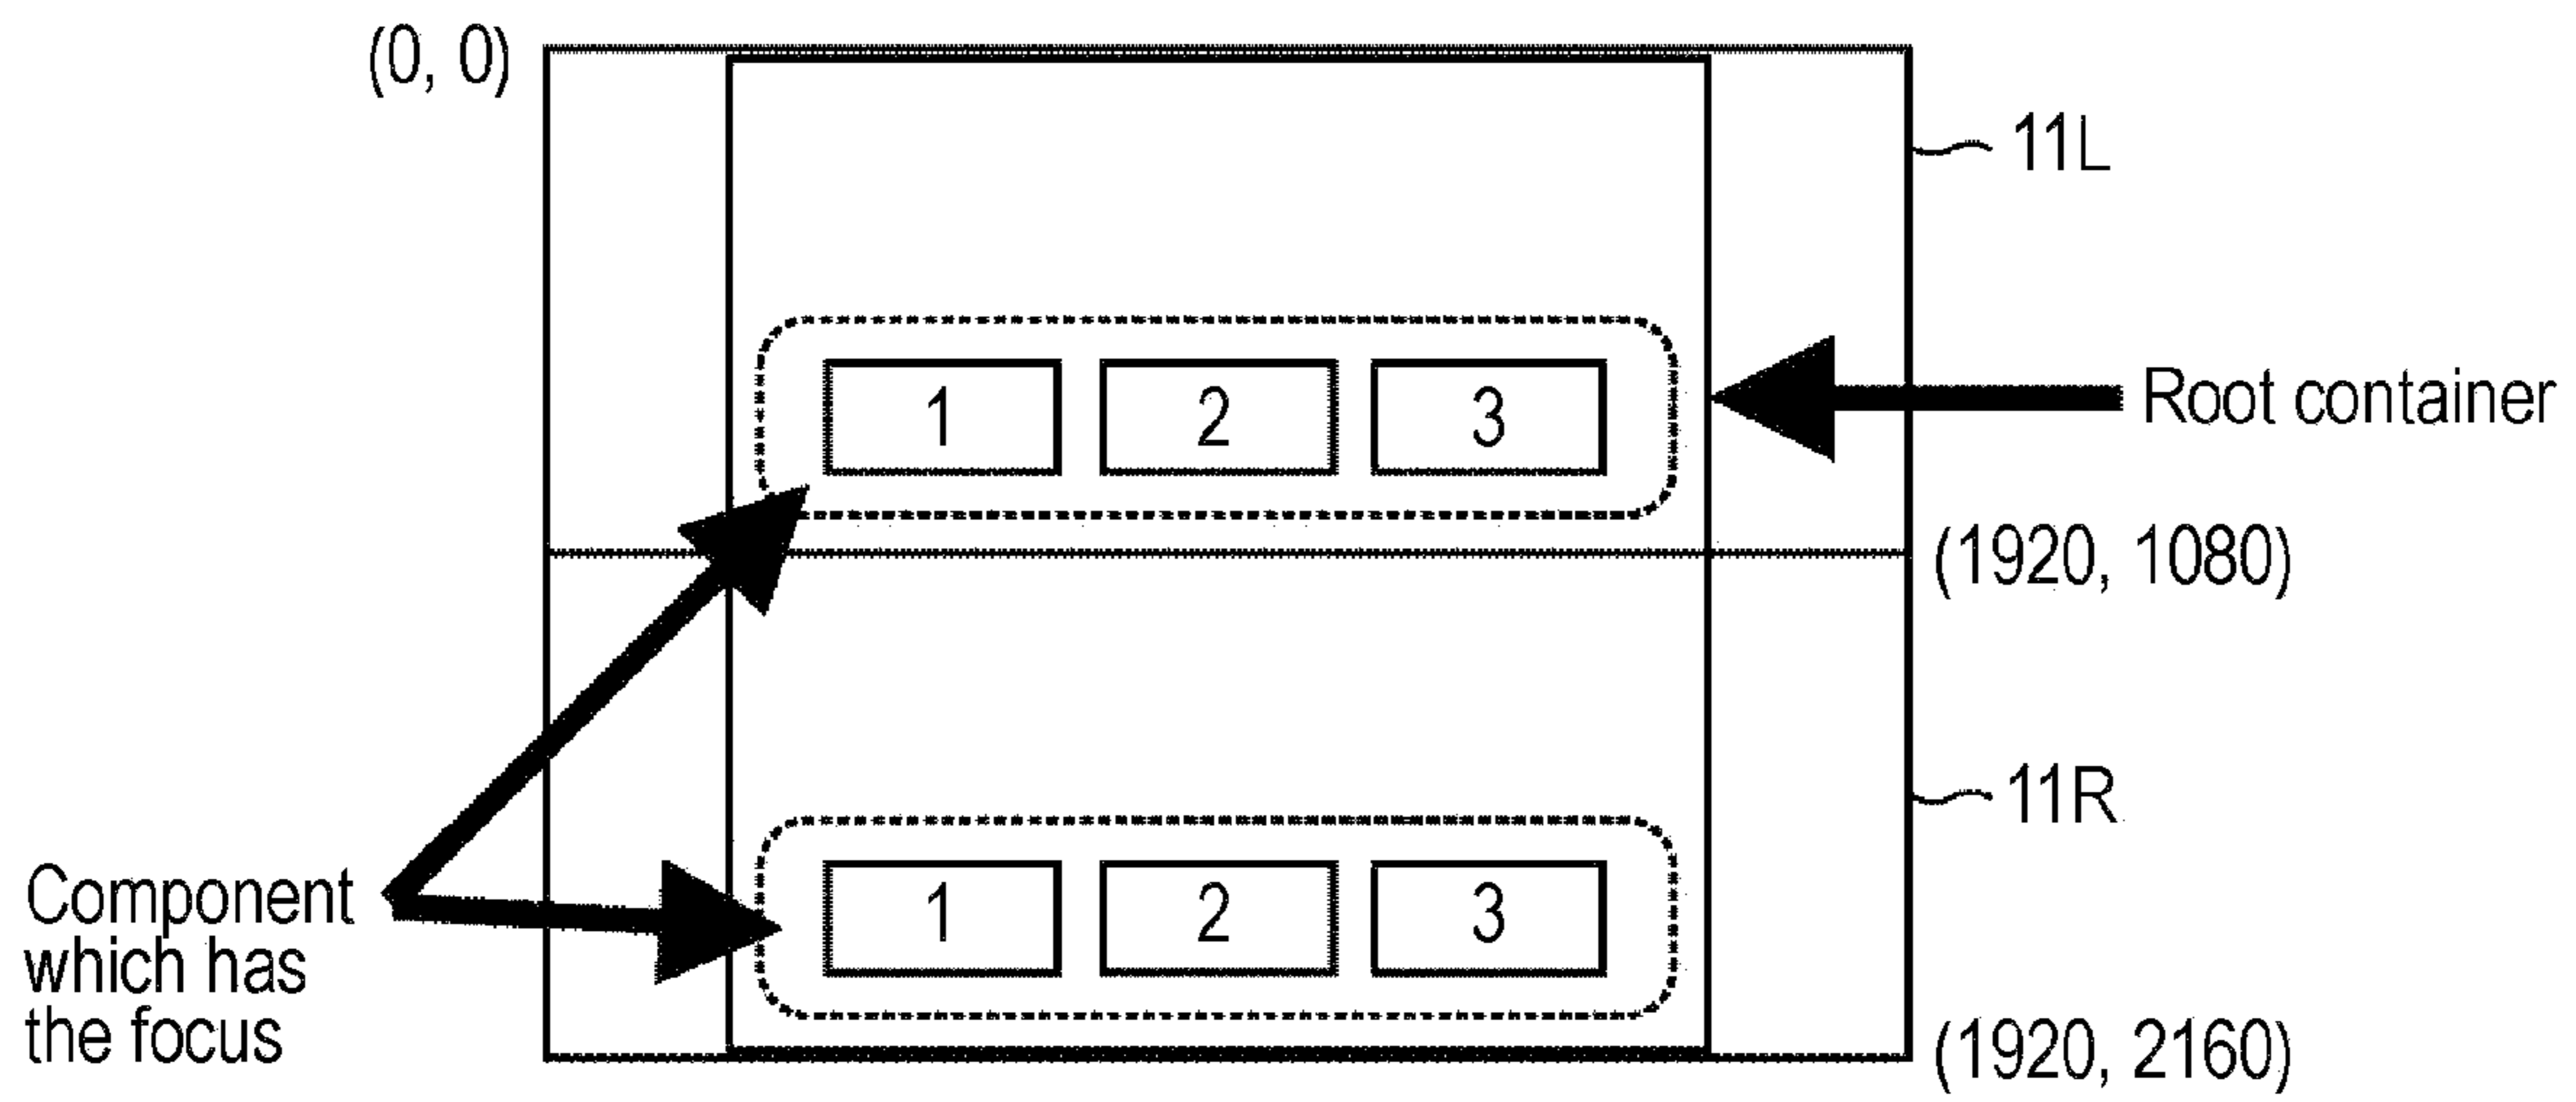 (0, 0)
11L
1 2 3
Root container
(1920, 1080)
11R
Component
which has
the focus
1 2 3
(1920, 2160)